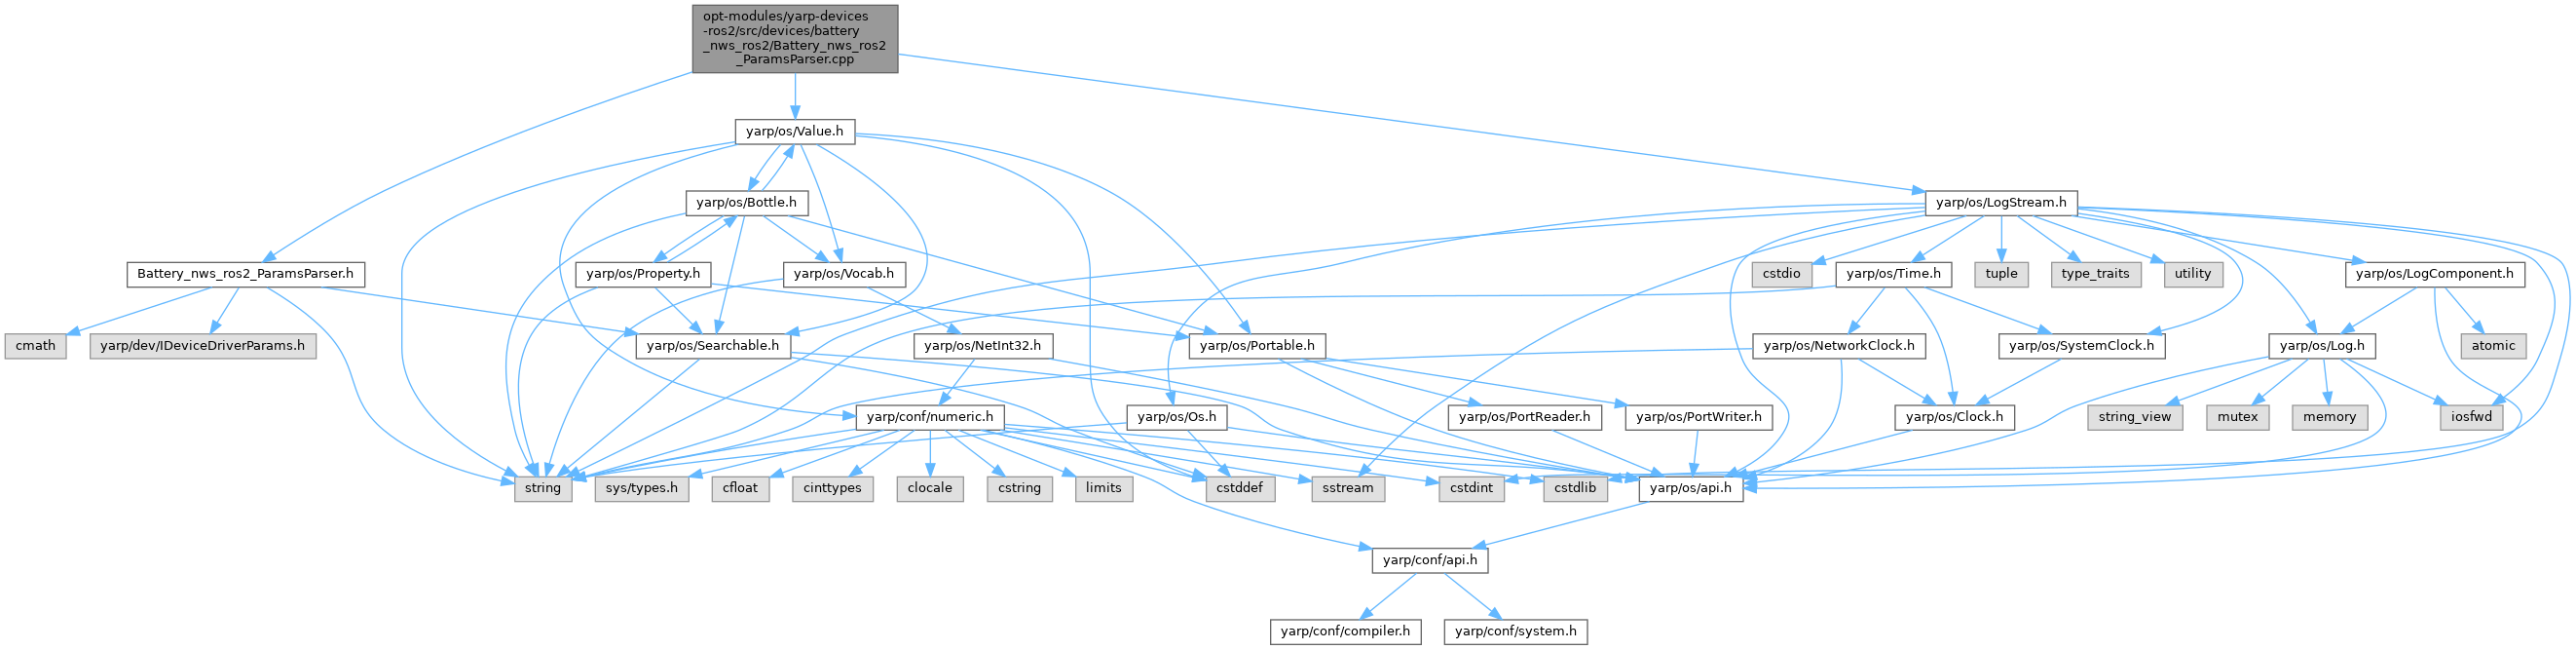 opt-modules/yarp-devices
-ros2/src/devices/battery
_nws_ros2/Battery_nws_ros2
_ParamsParser.cpp
yarp/os/Value.h
yarp/os/Bottle.h
yarp/os/LogStream.h
Battery_nws_ros2_ParamsParser.h
yarp/os/Property.h
yarp/os/Vocab.h
cstdio
yarp/os/Time.h
tuple
type_traits
utility
yarp/os/LogComponent.h
cmath
yarp/dev/IDeviceDriverParams.h
yarp/os/Searchable.h
yarp/os/NetInt32.h
yarp/os/Portable.h
yarp/os/NetworkClock.h
yarp/os/SystemClock.h
yarp/os/Log.h
atomic
yarp/conf/numeric.h
yarp/os/Os.h
yarp/os/PortReader.h
yarp/os/PortWriter.h
yarp/os/Clock.h
string_view
mutex
memory
iosfwd
string
sys/types.h
cfloat
cinttypes
clocale
cstring
limits
cstddef
sstream
cstdint
cstdlib
yarp/os/api.h
yarp/conf/api.h
yarp/conf/compiler.h
yarp/conf/system.h